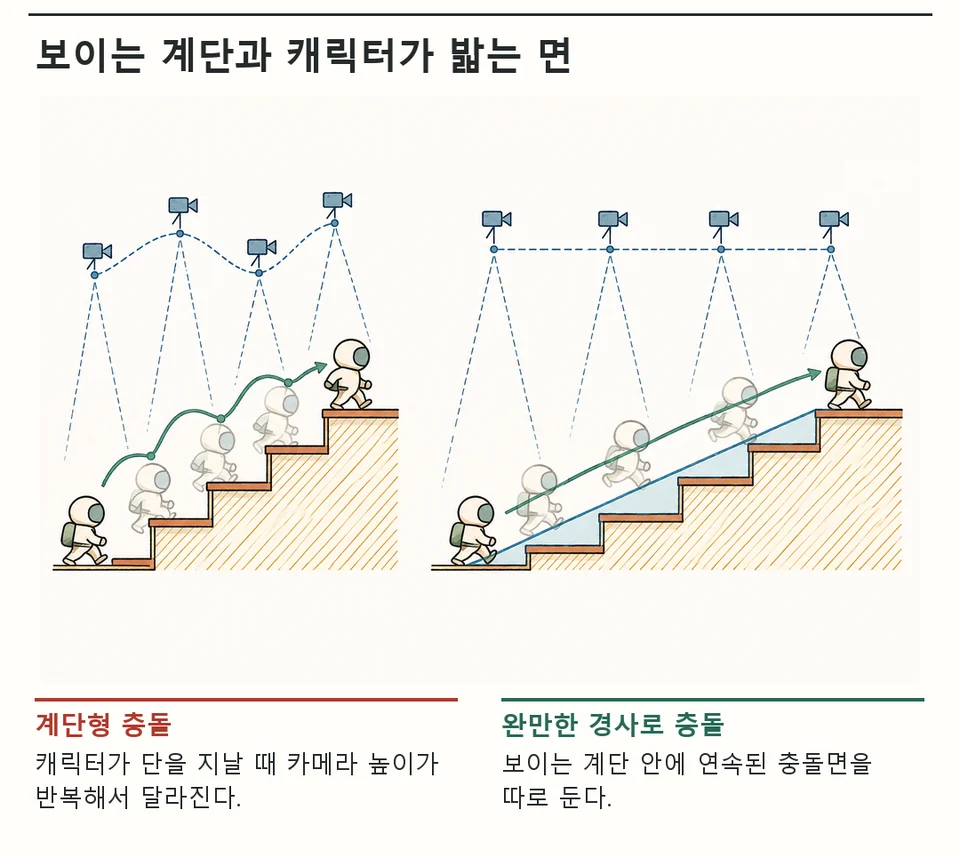 보이는 계단과 캐릭터가 밟는 면
계단형 충돌
캐릭터가 단을 지날 때 카메라 높이가
반복해서 달라진다.
완만한 경사로 충돌
보이는 계단 안에 연속된 충돌면을
따로 둔다.